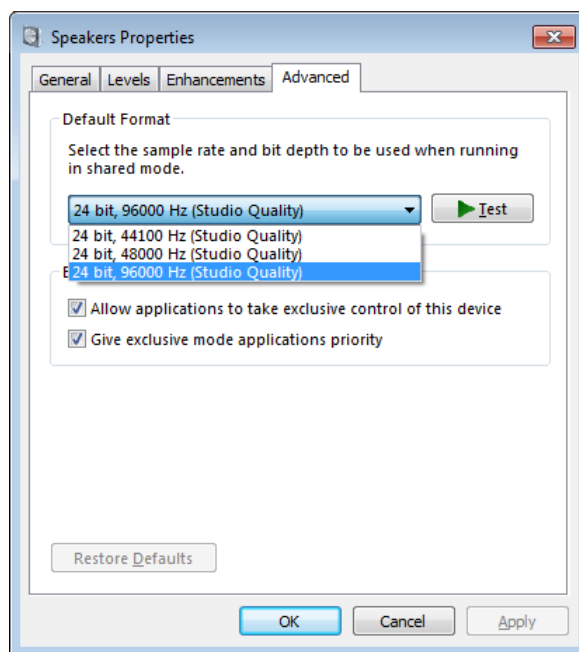 Speakers Properties
General Levels Enhancements Advanced
Default Format
Select the sample rate and bit depth to be used when running
in shared mode.
24 bit, 96000 Hz (Studio Quality)
Test
24 bit, 44100 Hz (Studio Quality)
24 bit, 48000 Hz (Studio Quality)
24 bit, 96000 Hz (Studio Quality)
Allow applications to take exclusive control of this device
Give exclusive mode applications priority
Restore Defaults
OK Cancel Apply